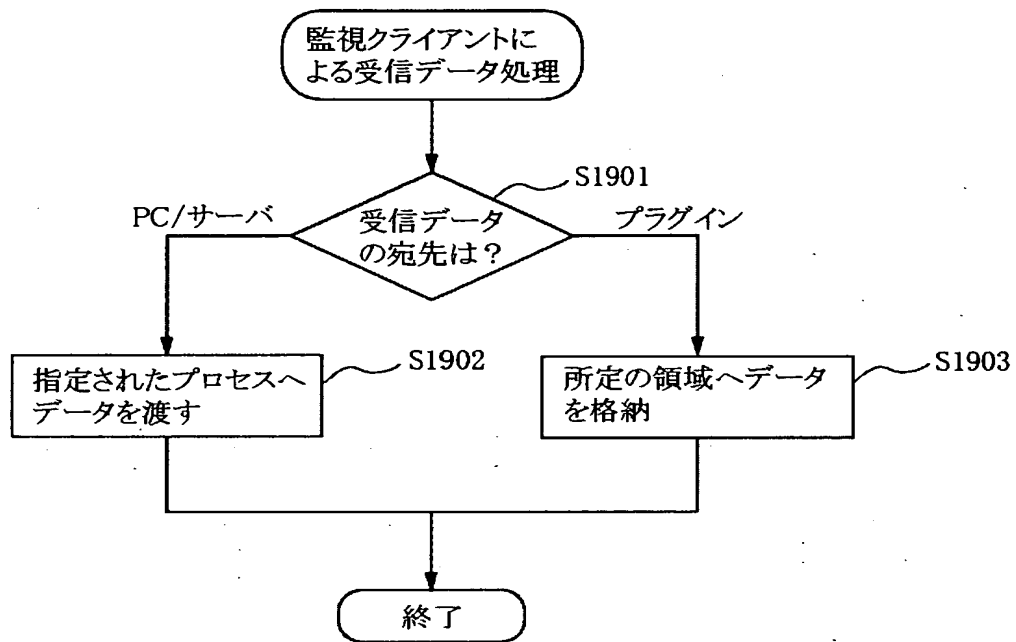 監視クライアントに
よる受信データ処理
S1901
PC/サーバ
受信データ
の宛先は？
プラグイン
指定されたプロセスへ
データを渡す
S1902
所定の領域へデータ
を格納
S1903
終了